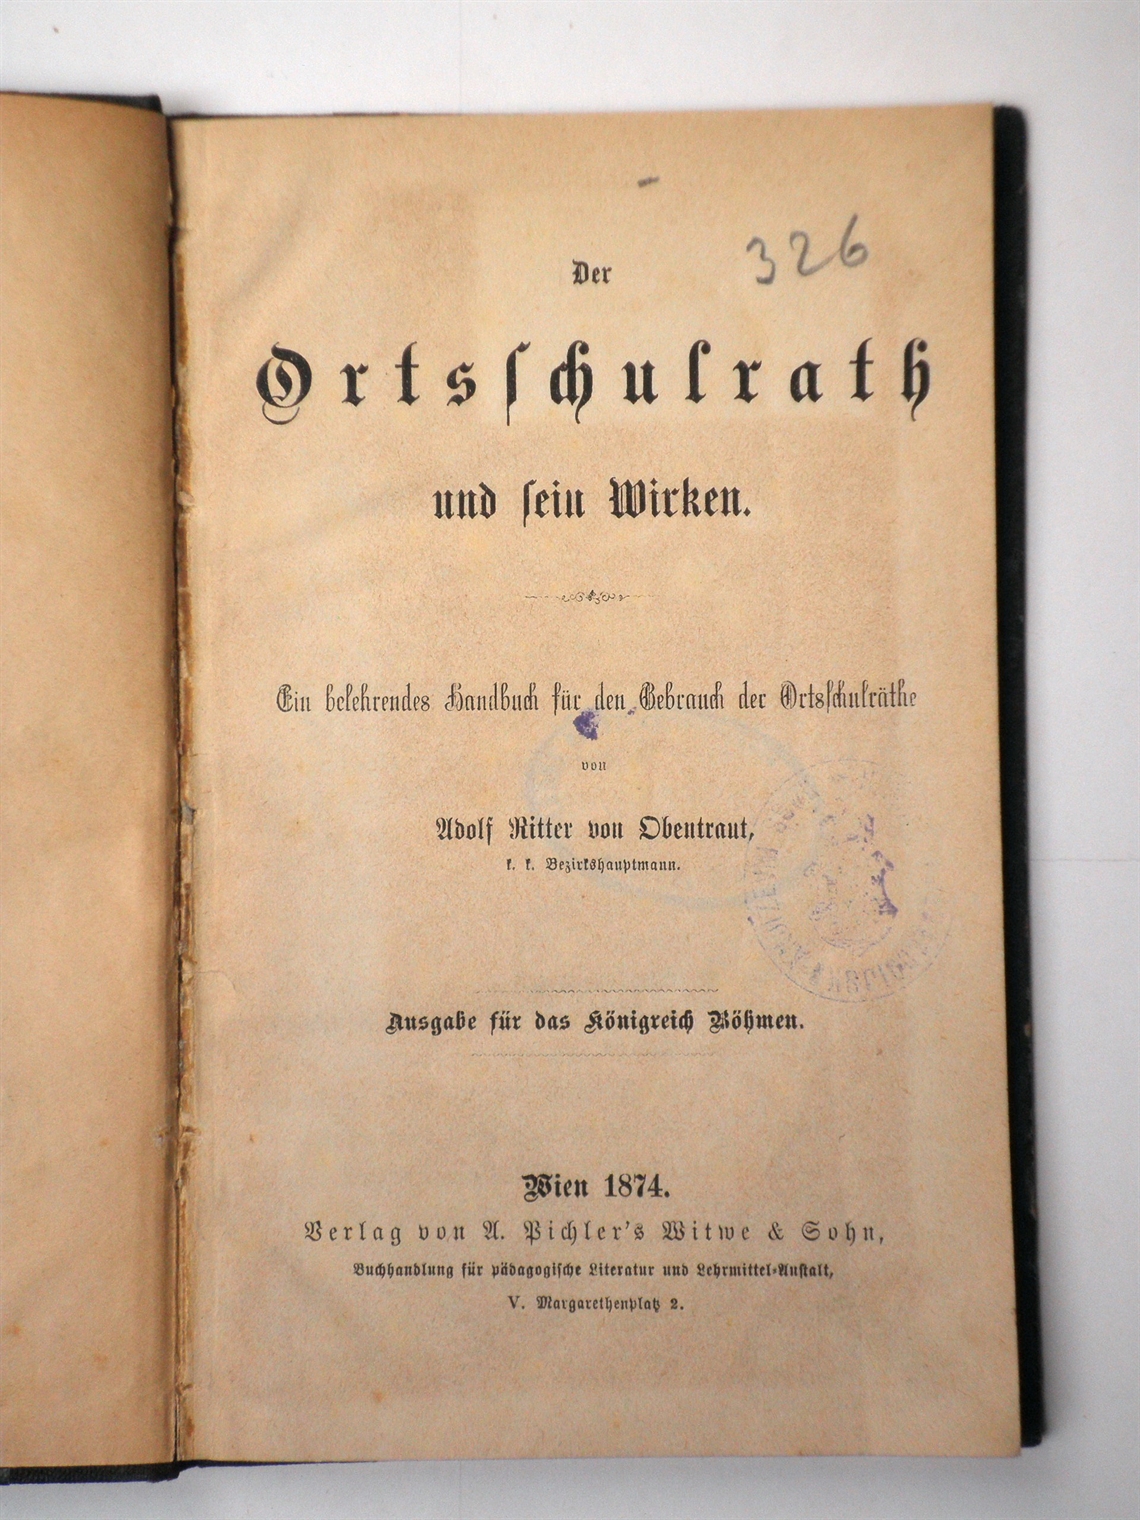 326
Der
Ortsschulrath
und sein Wirken.
Ein belehrendes Handbuch für den Gebrauch der Ortsschulräthe
von
Adolf Ritter von Obentraut,
k. k. Bezirkshauptmann.
Ausgabe für das Königreich Böhmen.
Wien 1874.
Verlag von A. Pichler's Witwe & Sohn,
Buchhandlung für pädagogische Literatur und Lehrmittel-Anstalt,
V. Margarethenplatz 2.